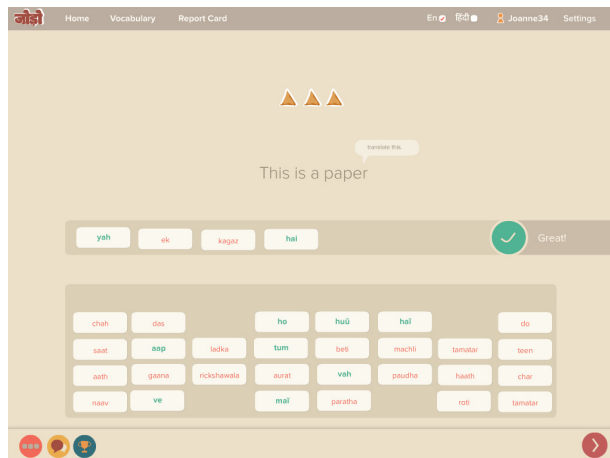 जोड़ो Home Vocabulary Report Card En हिंदी Joanne34 Settings
translate this.
This is a paper
yah ek kagaz hai Great!
chah das ho huũ haĩ do
saat aap ladka tum beti machli tamatar teen
aath gaana rickshawala aurat vah paudha haath char
naav ve maĩ paratha roti tamatar